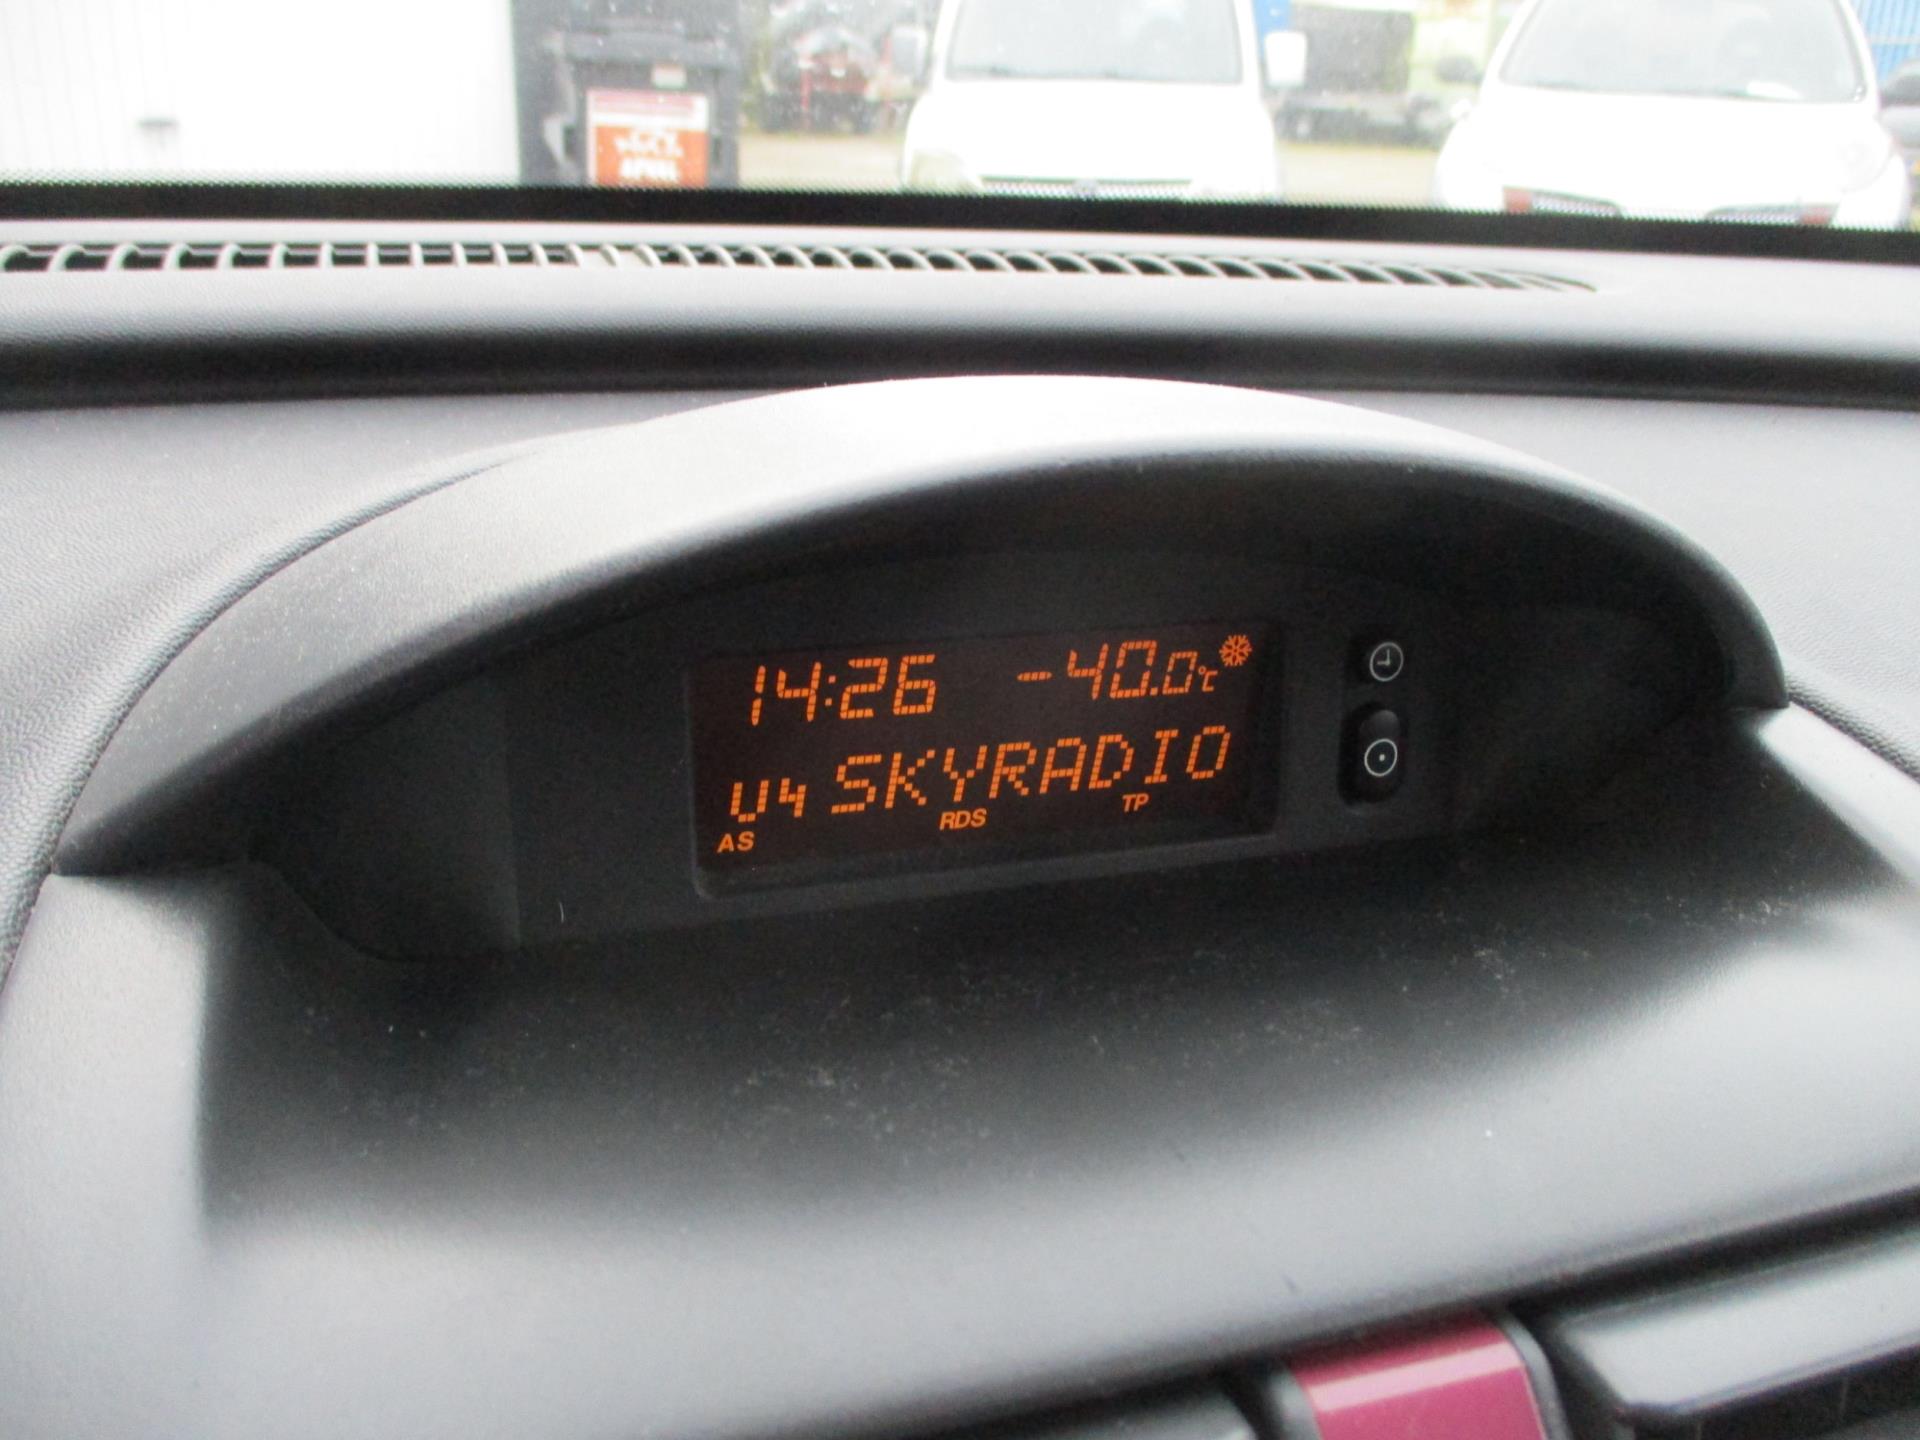 14:26 -40.0°C
U4 SKYRADIO
AS RDS TP